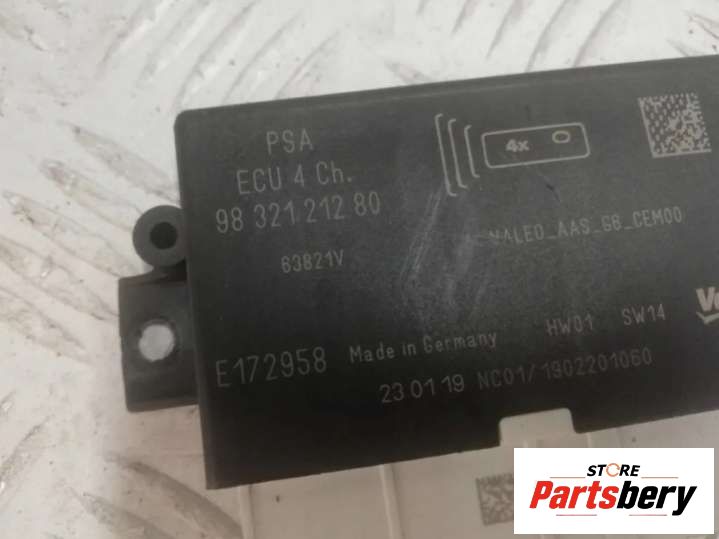 PSA
ECU 4 Ch.
98 321 212 80
4x
VALEO_AAS_G6_CEM00
63821V
HW01 SW14
E172958 Made in Germany
23 01 19 NC01/1902201060
STORE
Partsbery